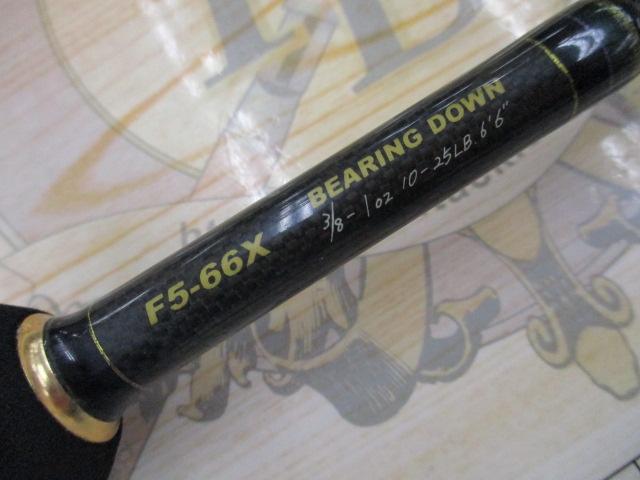 F5-66X
BEARING DOWN
3/8-1oz 10-25LB. 6'6"